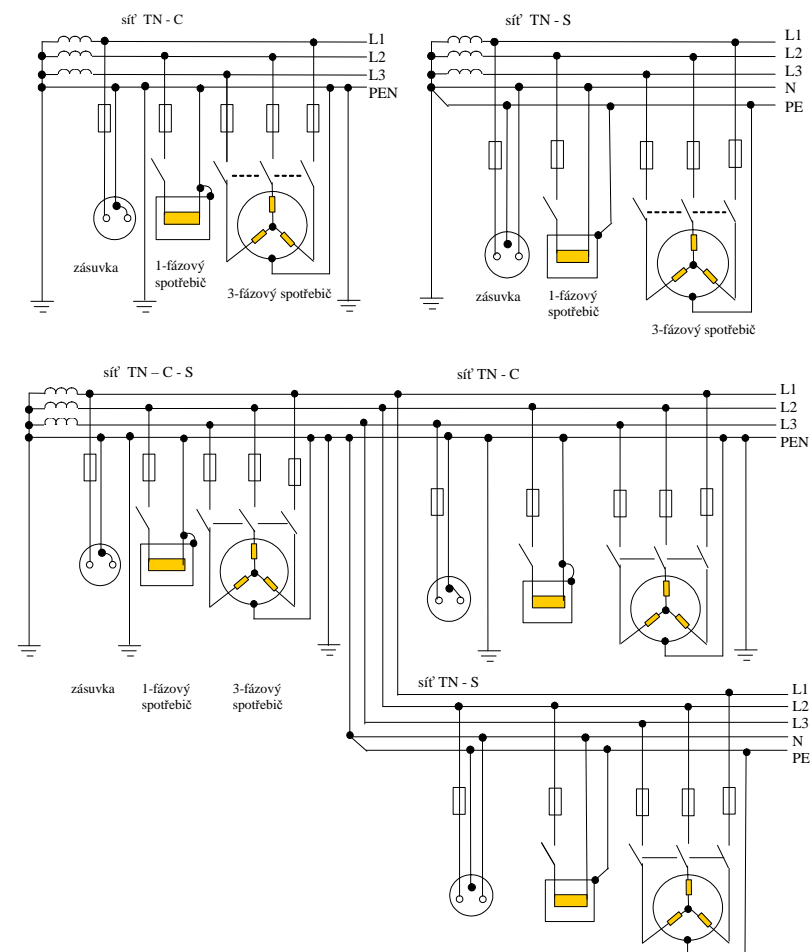 síť TN - C
L1
L2
L3
PEN
zásuvka
1-fázový
spotřebič
3-fázový spotřebič
síť TN - S
L1
L2
L3
N
PE
zásuvka
1-fázový
spotřebič
3-fázový spotřebič
síť TN – C - S
síť TN - C
L1
L2
L3
PEN
zásuvka
1-fázový
spotřebič
3-fázový
spotřebič
síť TN - S
L1
L2
L3
N
PE